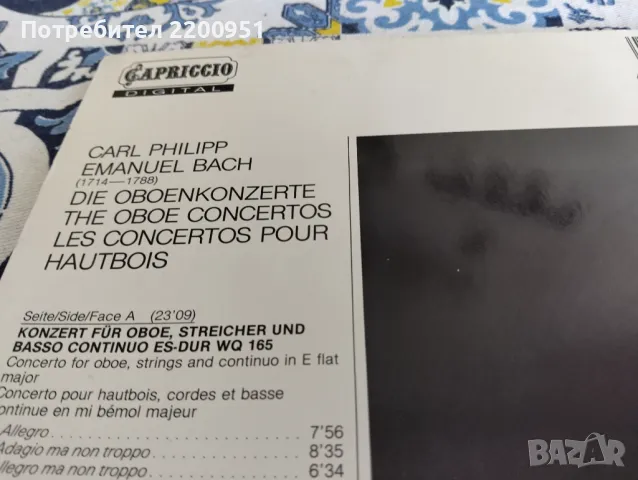 Потребител 2200951
CAPRICCIO
DIGITAL
CARL PHILIPP
EMANUEL BACH
(1714—1788)
DIE OBOENKONZERTE
THE OBOE CONCERTOS
LES CONCERTOS POUR
HAUTBOIS
Seite/Side/Face A (23'09)
KONZERT FÜR OBOE, STREICHER UND
BASSO CONTINUO ES-DUR WQ 165
Concerto for oboe, strings and continuo in E flat
major
Concerto pour hautbois, cordes et basse
continue en mi bémol majeur
Allegro 7'56
Adagio ma non troppo 8'35
Allegro ma non troppo 6'34
BAZAR